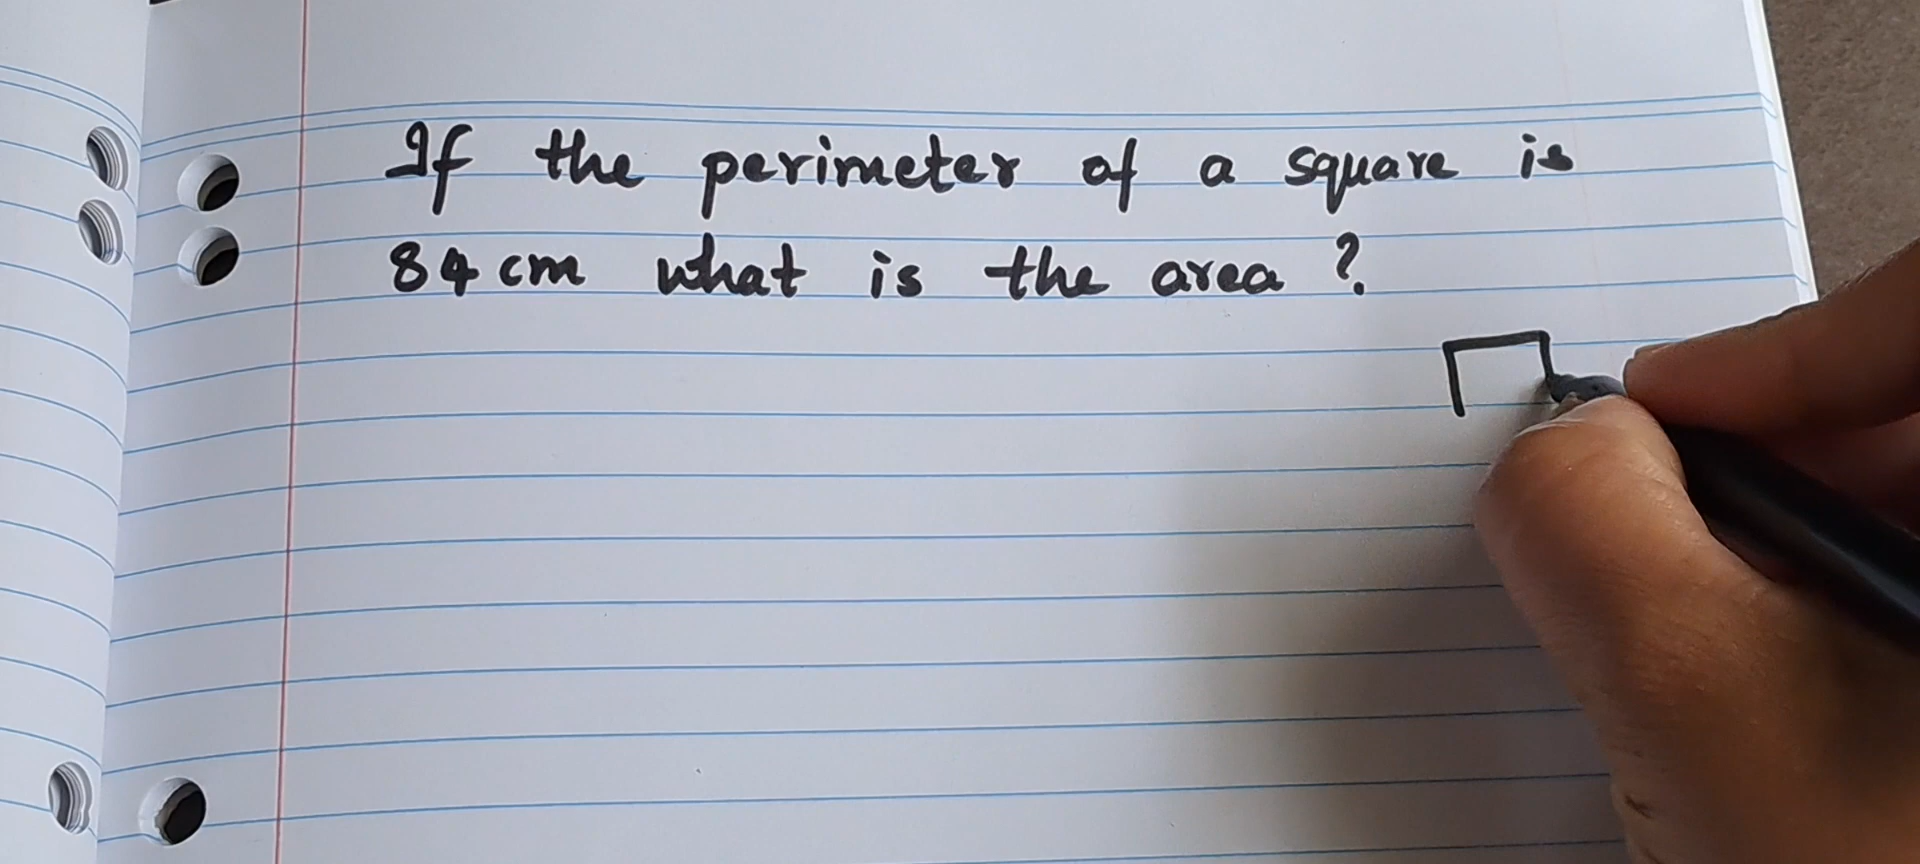 If the perimeter of a square is
84 cm what is the area ?